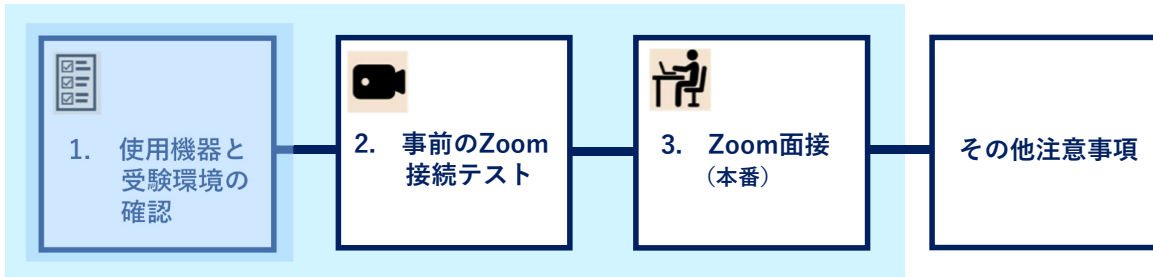 1. 使用機器と
受験環境の
確認
2. 事前のZoom
接続テスト
3. Zoom面接
（本番）
その他注意事項